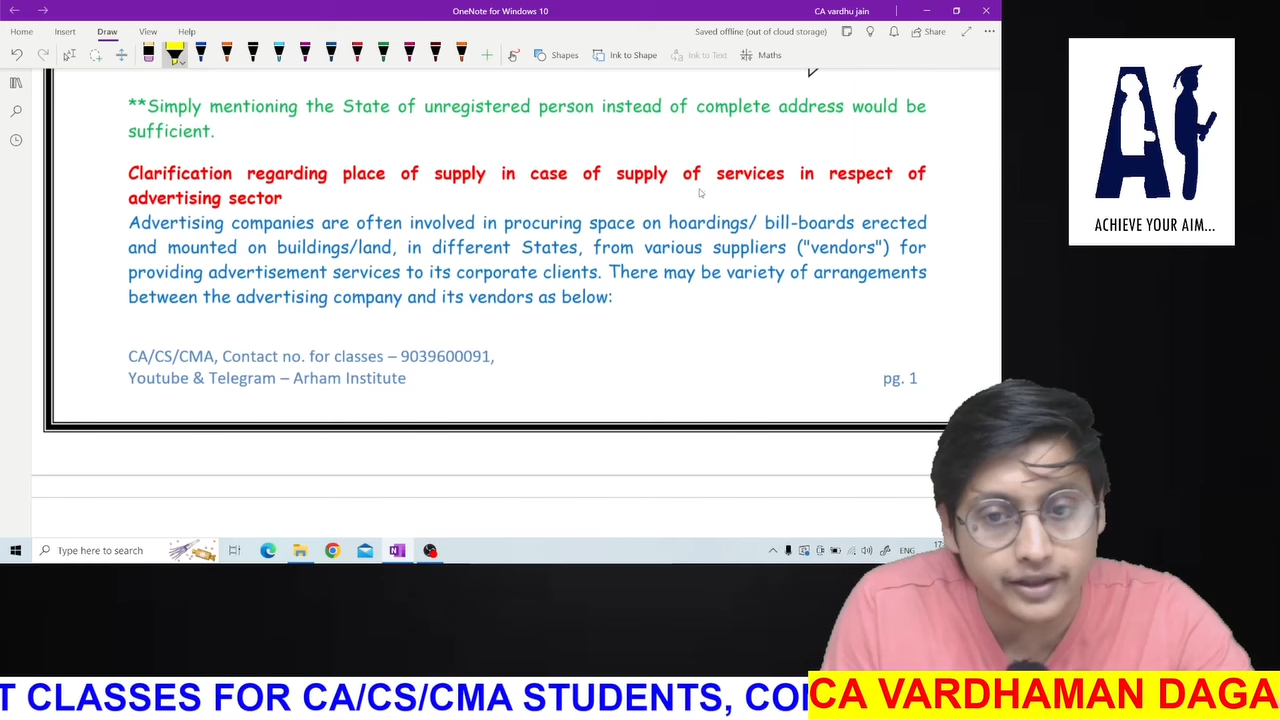 OneNote for Windows 10
CA vardhu jain
Home
Insert
Draw
View
Help
Saved offline (out of cloud storage)
Share
Shapes
Ink to Shape
Ink to Text
Maths
**Simply mentioning the State of unregistered person instead of complete address would be
sufficient.
Clarification regarding place of supply in case of supply of services in respect of
advertising sector
Advertising companies are often involved in procuring space on hoardings/ bill-boards erected
and mounted on buildings/land, in different States, from various suppliers ("vendors") for
providing advertisement services to its corporate clients. There may be variety of arrangements
between the advertising company and its vendors as below:
CA/CS/CMA, Contact no. for classes – 9039600091,
Youtube & Telegram – Arham Institute
pg. 1
Type here to search
ENG
17
AI
ACHIEVE YOUR AIM...
T CLASSES FOR CA/CS/CMA STUDENTS, CO
CA VARDHAMAN DAGA